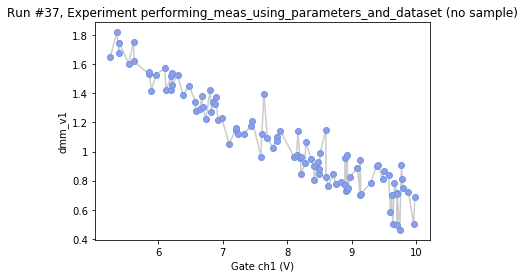 Run #37, Experiment performing_meas_using_parameters_and_dataset (no sample)
1.8
1.6
1.4
1.2
1
0.8
0.6
0.4
dmm_v1
6 7 8 9 10
Gate ch1 (V)